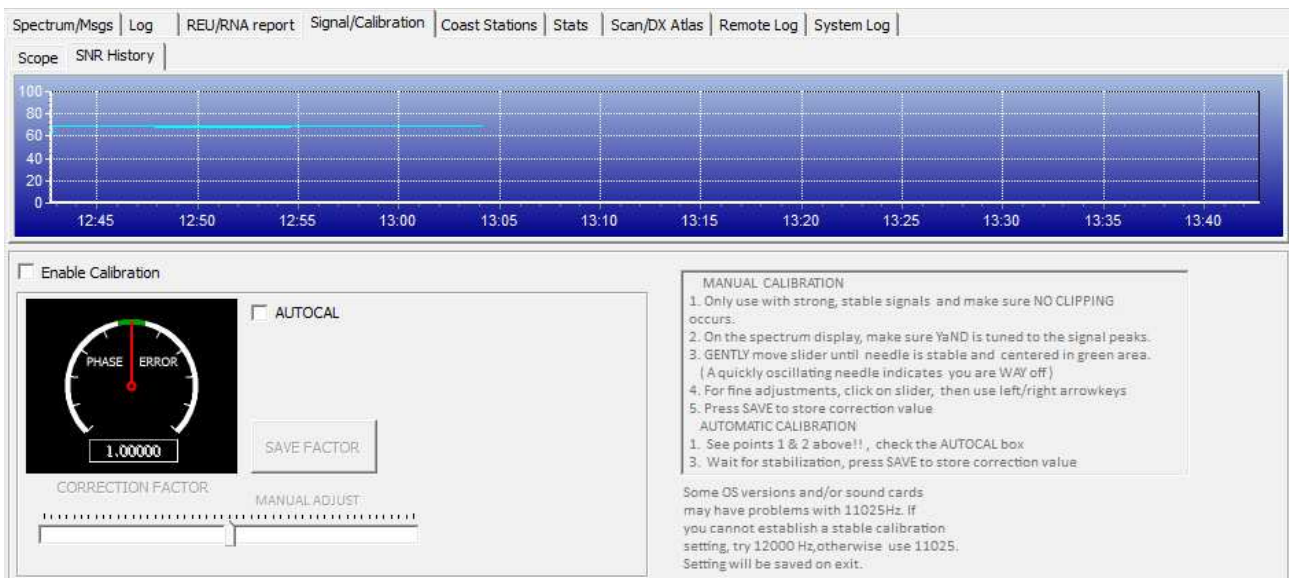 Spectrum/Msgs Log REU/RNA report Signal/Calibration Coast Stations Stats Scan/DX Atlas Remote Log System Log
Scope SNR History
100
80
60
40
20
0
12:45 12:50 12:55 13:00 13:05 13:10 13:15 13:20 13:25 13:30 13:35 13:40
Enable Calibration
AUTOCAL
PHASE ERROR
1.00000
SAVE FACTOR
CORRECTION FACTOR
MANUAL ADJUST
MANUAL CALIBRATION
1. Only use with strong, stable signals and make sure NO CLIPPING
occurs.
2. On the spectrum display, make sure YaND is tuned to the signal peaks.
3. GENTLY move slider until needle is stable and centered in green area.
( A quickly oscillating needle indicates you are WAY off )
4. For fine adjustments, click on slider, then use left/right arrowkeys
5. Press SAVE to store correction value
AUTOMATIC CALIBRATION
1. See points 1 & 2 above!! , check the AUTOCAL box
3. Wait for stabilization, press SAVE to store correction value
Some OS versions and/or sound cards
may have problems with 11025Hz. If
you cannot establish a stable calibration
setting, try 12000 Hz,otherwise use 11025.
Setting will be saved on exit.